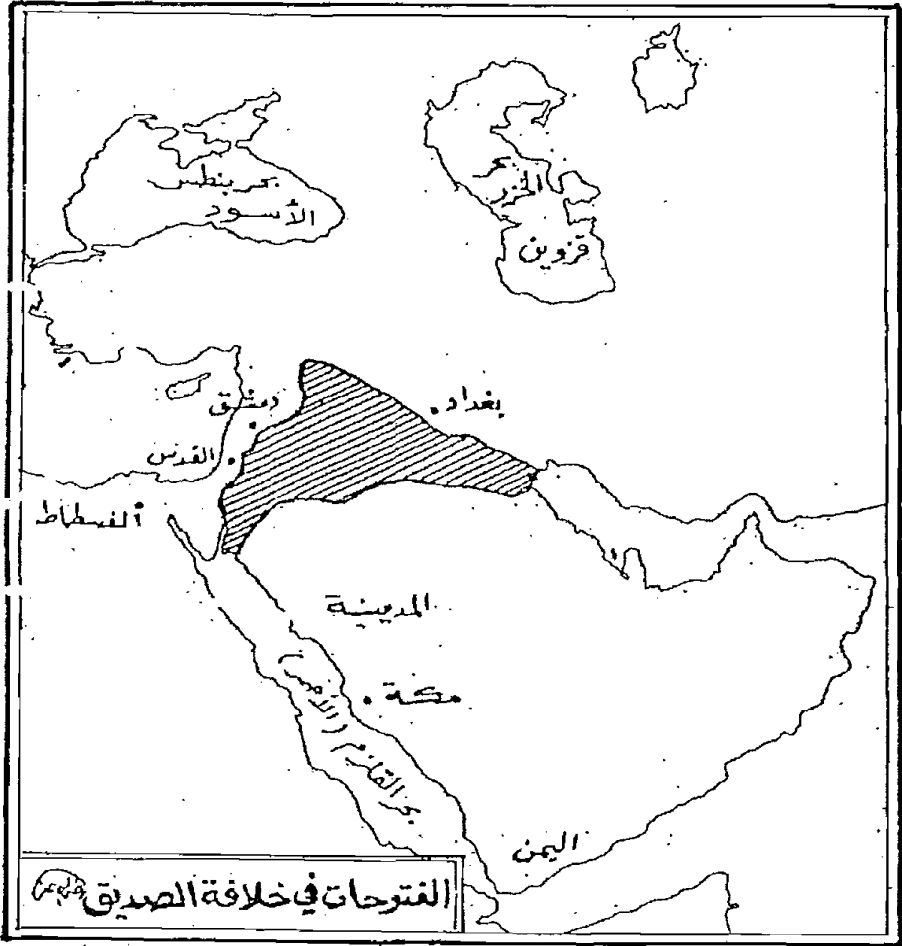 بحر بنطس
الأسود
بحر
الخزر
قزوين
دمشق
بغداد
القدس
ألفسطاط
المدينة
مكة
بحر القلزم (الأحمر)
اليمن
الفتوحات في خلافة الصديق